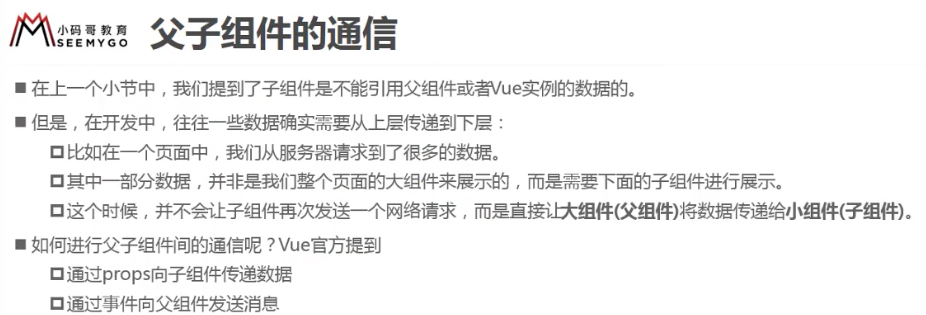 小码哥教育
SEEMYGO
父子组件的通信
在上一个小节中，我们提到了子组件是不能引用父组件或者Vue实例的数据的。
但是，在开发中，往往一些数据确实需要从上层传递到下层：
比如在一个页面中，我们从服务器请求到了很多的数据。
其中一部分数据，并非是我们整个页面的大组件来展示的，而是需要下面的子组件进行展示。
这个时候，并不会让子组件再次发送一个网络请求，而是直接让大组件(父组件)将数据传递给小组件(子组件)。
如何进行父子组件间的通信呢？Vue官方提到
通过props向子组件传递数据
通过事件向父组件发送消息